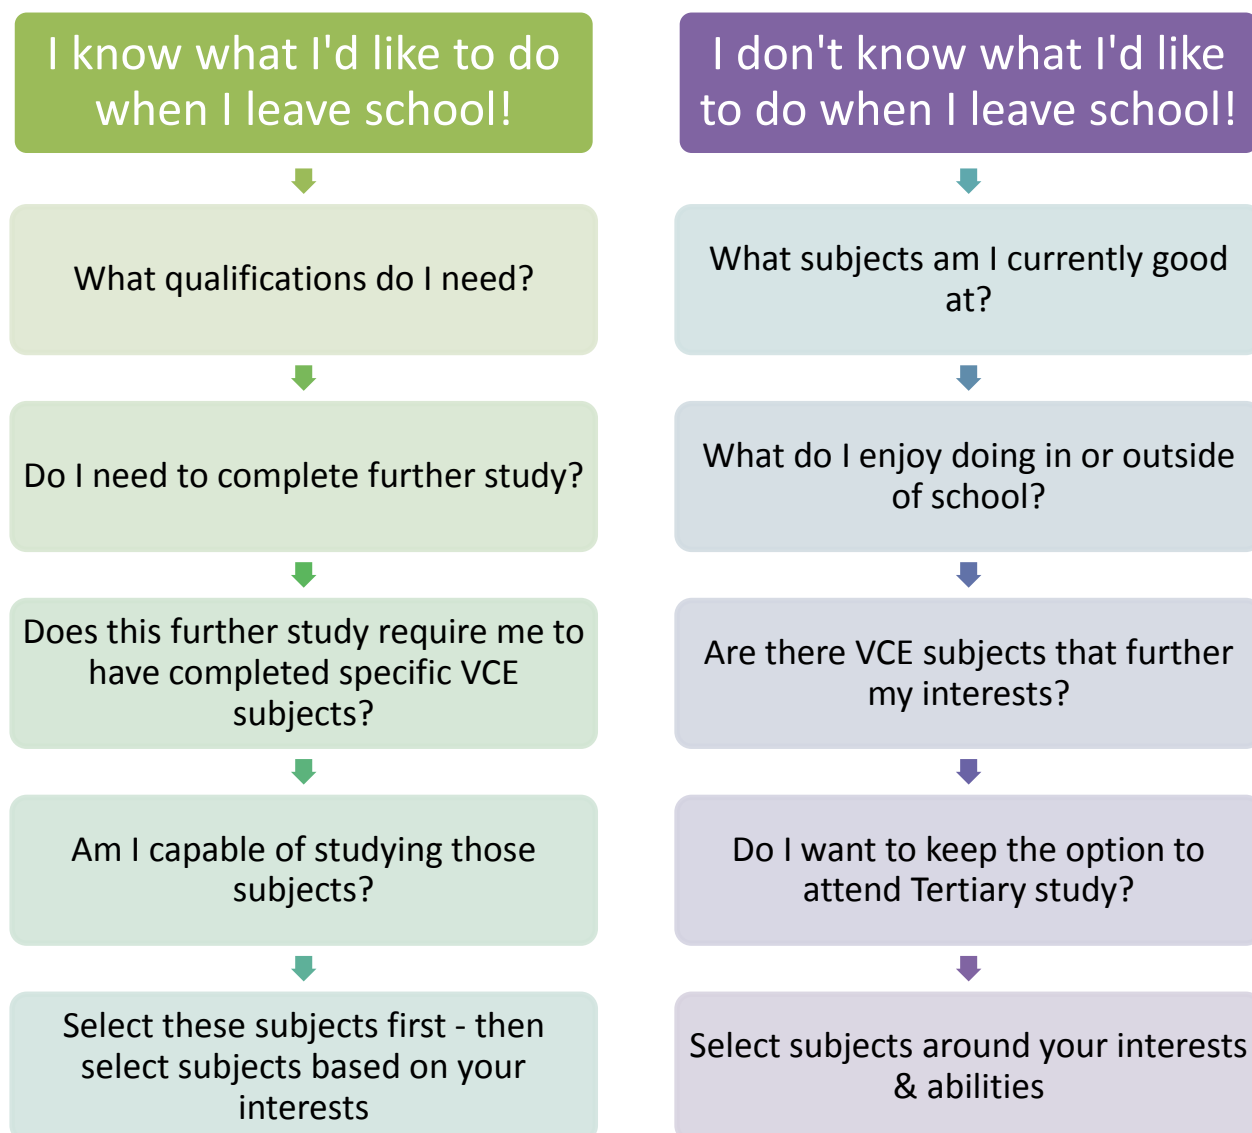 I know what I'd like to do
when I leave school!
What qualifications do I need?
Do I need to complete further study?
Does this further study require me to
have completed specific VCE
subjects?
Am I capable of studying those
subjects?
Select these subjects first - then
select subjects based on your
interests
I don't know what I'd like
to do when I leave school!
What subjects am I currently good
at?
What do I enjoy doing in or outside
of school?
Are there VCE subjects that further
my interests?
Do I want to keep the option to
attend Tertiary study?
Select subjects around your interests
& abilities